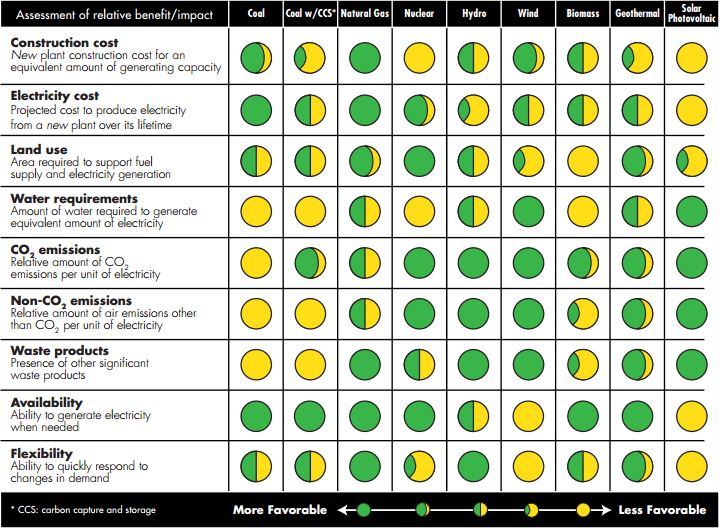 Assessment of relative benefit/impact
Coal
Coal w/CCS*
Natural Gas
Nuclear
Hydro
Wind
Biomass
Geothermal
Solar
Photovoltaic
Construction cost
New plant construction cost for an
equivalent amount of generating capacity
Electricity cost
Projected cost to produce electricity
from a new plant over its lifetime
Land use
Area required to support fuel
supply and electricity generation
Water requirements
Amount of water required to generate
equivalent amount of electricity
CO₂ emissions
Relative amount of CO₂
emissions per unit of electricity
Non-CO₂ emissions
Relative amount of air emissions other
than CO₂ per unit of electricity
Waste products
Presence of other significant
waste products
Availability
Ability to generate electricity
when needed
Flexibility
Ability to quickly respond to
changes in demand
* CCS: carbon capture and storage
More Favorable
Less Favorable